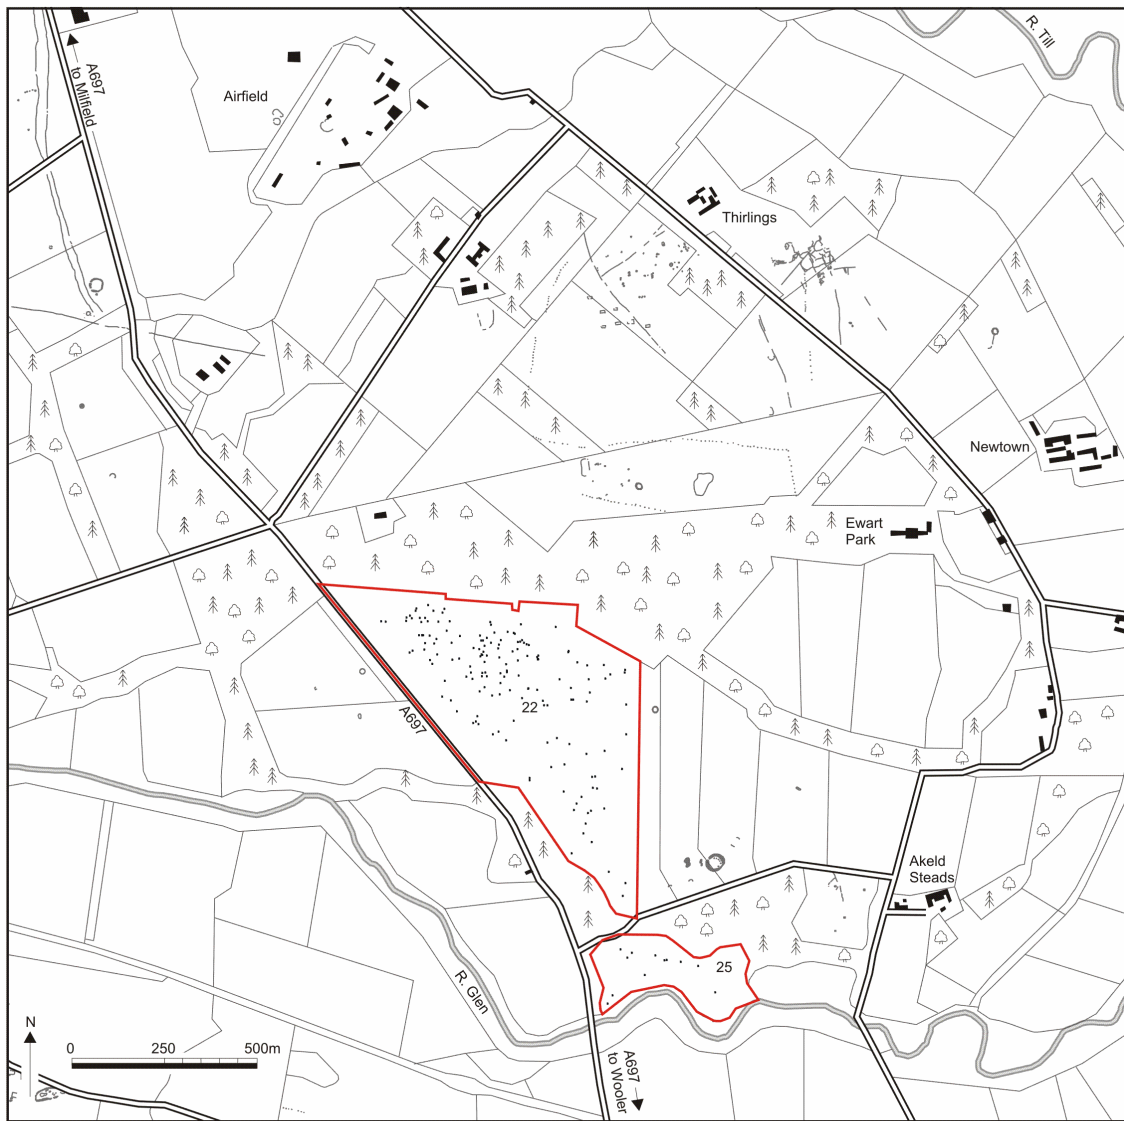 R. Till
A697
to Milfield
Airfield
Thirlings
Newtown
Ewart
Park
22
A697
Akeld
Steads
25
R. Glen
N
0 250 500m
A697
to Wooler